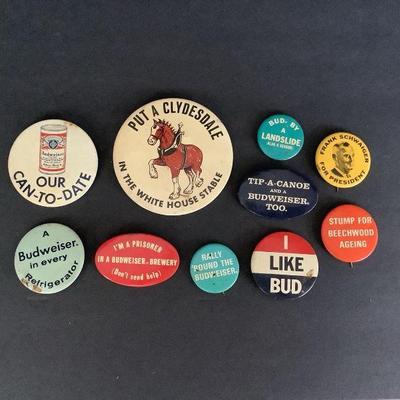 Budweiser
OUR
CAN-TO-DATE
PUT A CLYDESDALE
IN THE WHITE HOUSE STABLE
BUD- BY
A
LANDSLIDE
FRANK SCHWAIGER
FOR PRESIDENT
TIP-A-CANOE
AND A
BUDWEISER.
TOO.
STUMP FOR
BEECHWOOD
AGEING
A
Budweiser.
in every
Refrigerator
I'M A PRISONER
IN A BUDWEISER BREWERY
(Don't send help)
RALLY
'ROUND THE
BUDWEISER.
I
LIKE
BUD.